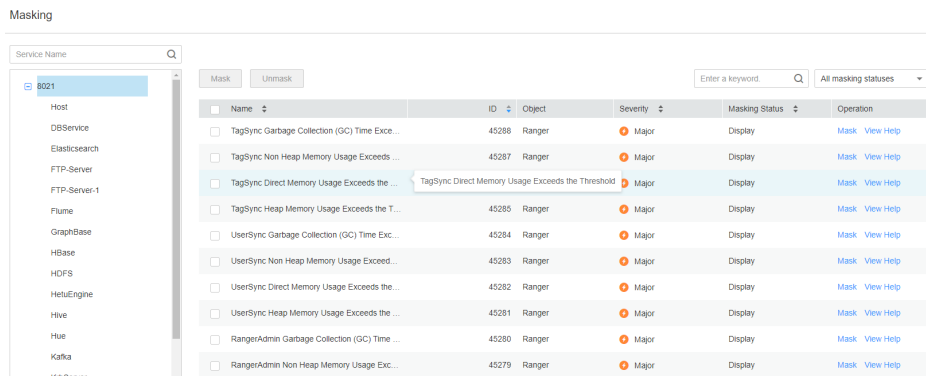 Masking
Service Name
8021
Host
DBService
Elasticsearch
FTP-Server
FTP-Server-1
Flume
GraphBase
HBase
HDFS
HetuEngine
Hive
Hue
Kafka
Mask Unmask Enter a keyword. All masking statuses
Name ID Object Severity Masking Status Operation
TagSync Garbage Collection (GC) Time Exce... 45288 Ranger Major Display Mask View Help
TagSync Non Heap Memory Usage Exceeds ... 45287 Ranger Major Display Mask View Help
TagSync Direct Memory Usage Exceeds the ... TagSync Direct Memory Usage Exceeds the Threshold Major Display Mask View Help
TagSync Heap Memory Usage Exceeds the T... 45285 Ranger Major Display Mask View Help
UserSync Garbage Collection (GC) Time Exc... 45284 Ranger Major Display Mask View Help
UserSync Non Heap Memory Usage Exceed... 45283 Ranger Major Display Mask View Help
UserSync Direct Memory Usage Exceeds the... 45282 Ranger Major Display Mask View Help
UserSync Heap Memory Usage Exceeds the ... 45281 Ranger Major Display Mask View Help
RangerAdmin Garbage Collection (GC) Time ... 45280 Ranger Major Display Mask View Help
RangerAdmin Non Heap Memory Usage Exc... 45279 Ranger Major Display Mask View Help